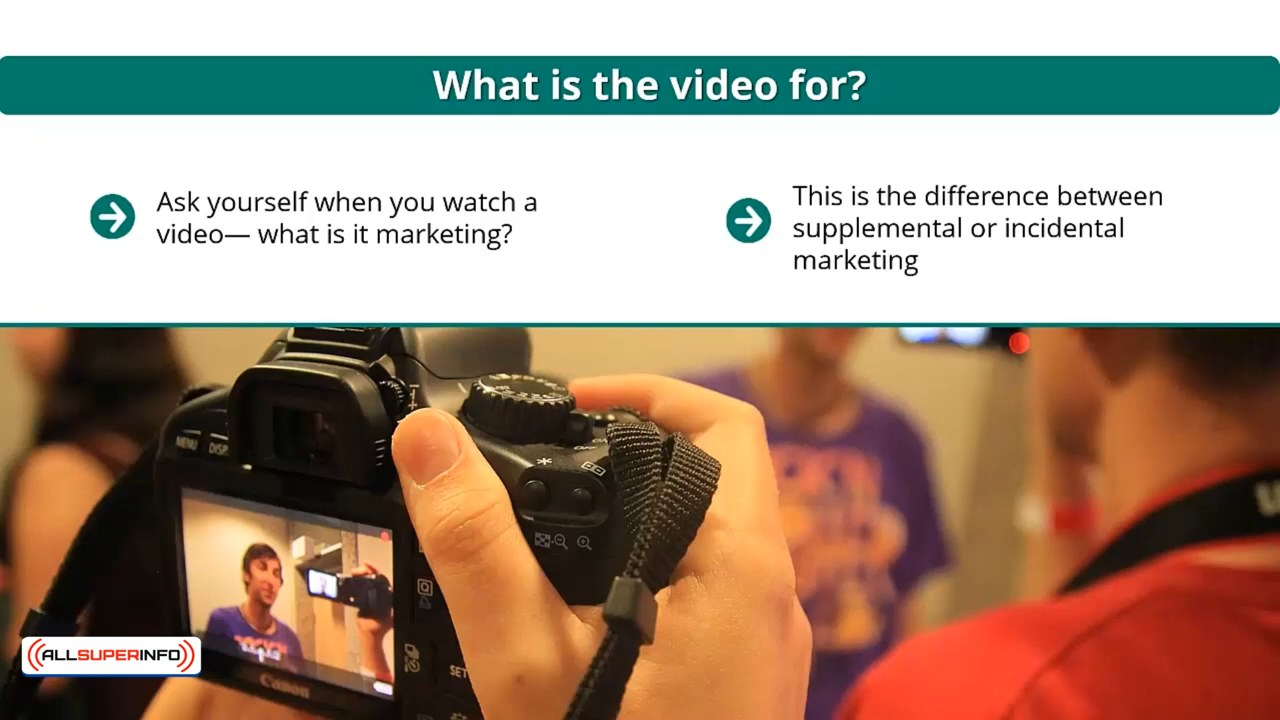 What is the video for?
Ask yourself when you watch a
video— what is it marketing?
This is the difference between
supplemental or incidental
marketing
MENU
DISP.
SET
Canon
ALLSUPERINFO